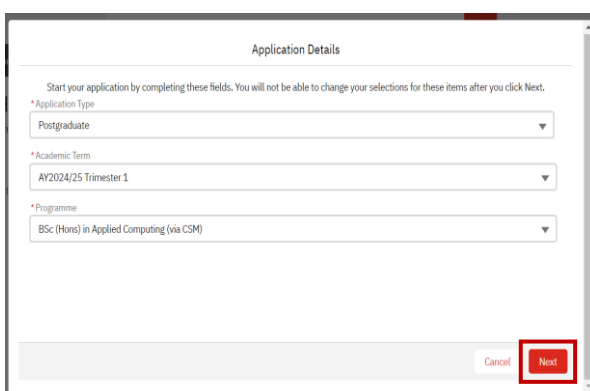 Application Details
Start your application by completing these fields. You will not be able to change your selections for these items after you click Next.
*Application Type
Postgraduate
*Academic Term
AY2024/25 Trimester 1
*Programme
BSc (Hons) in Applied Computing (via CSM)
Cancel
Next